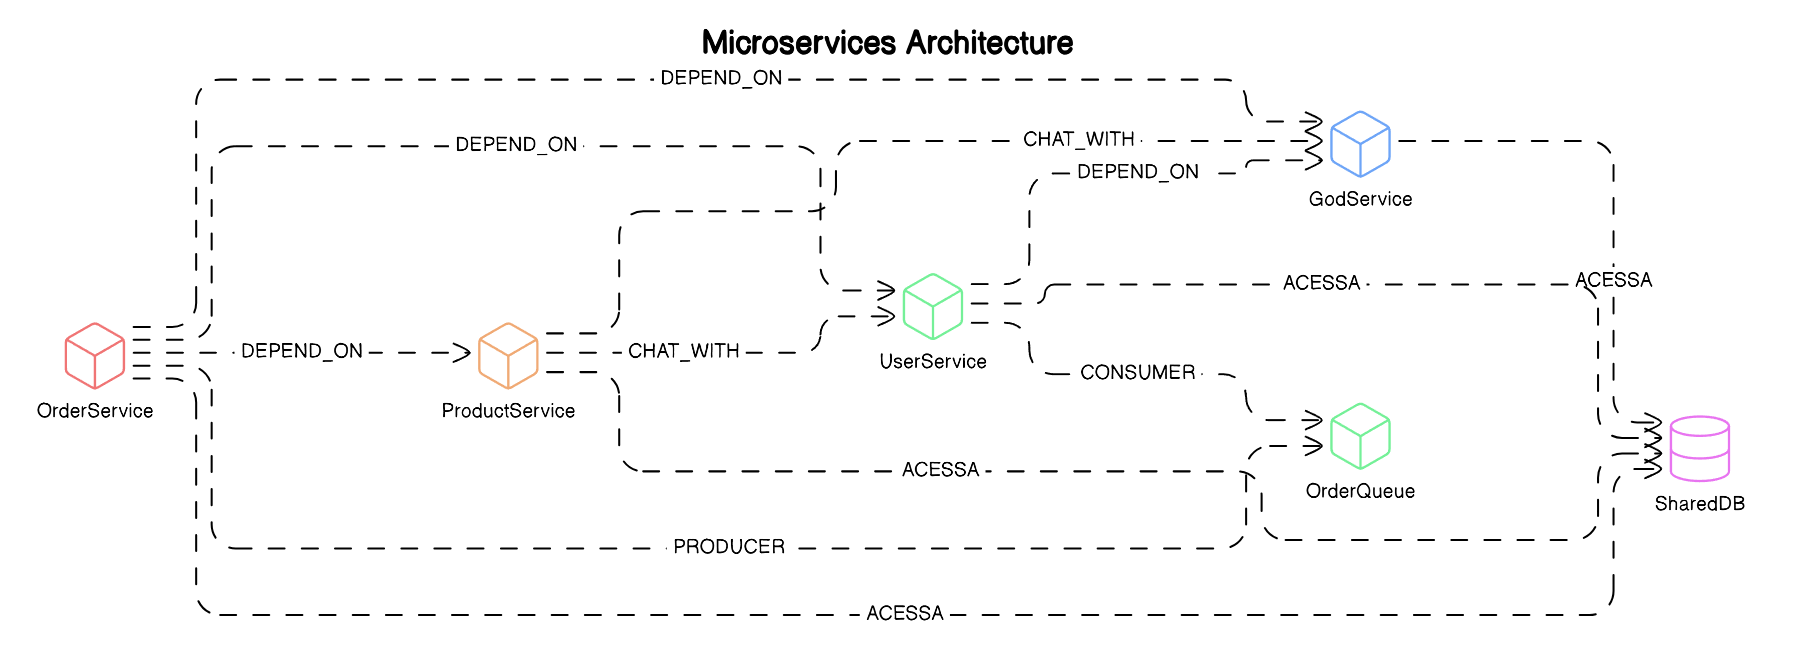 Microservices Architecture
DEPEND_ON
DEPEND_ON
CHAT_WITH
DEPEND_ON
GodService
ACESSA
ACESSA
DEPEND_ON
CHAT_WITH
UserService
CONSUMER
OrderService
ProductService
ACESSA
OrderQueue
SharedDB
PRODUCER
ACESSA